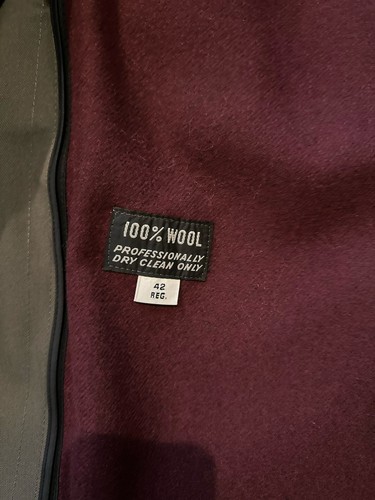 100% WOOL
PROFESSIONALLY
DRY CLEAN ONLY
42
REG.